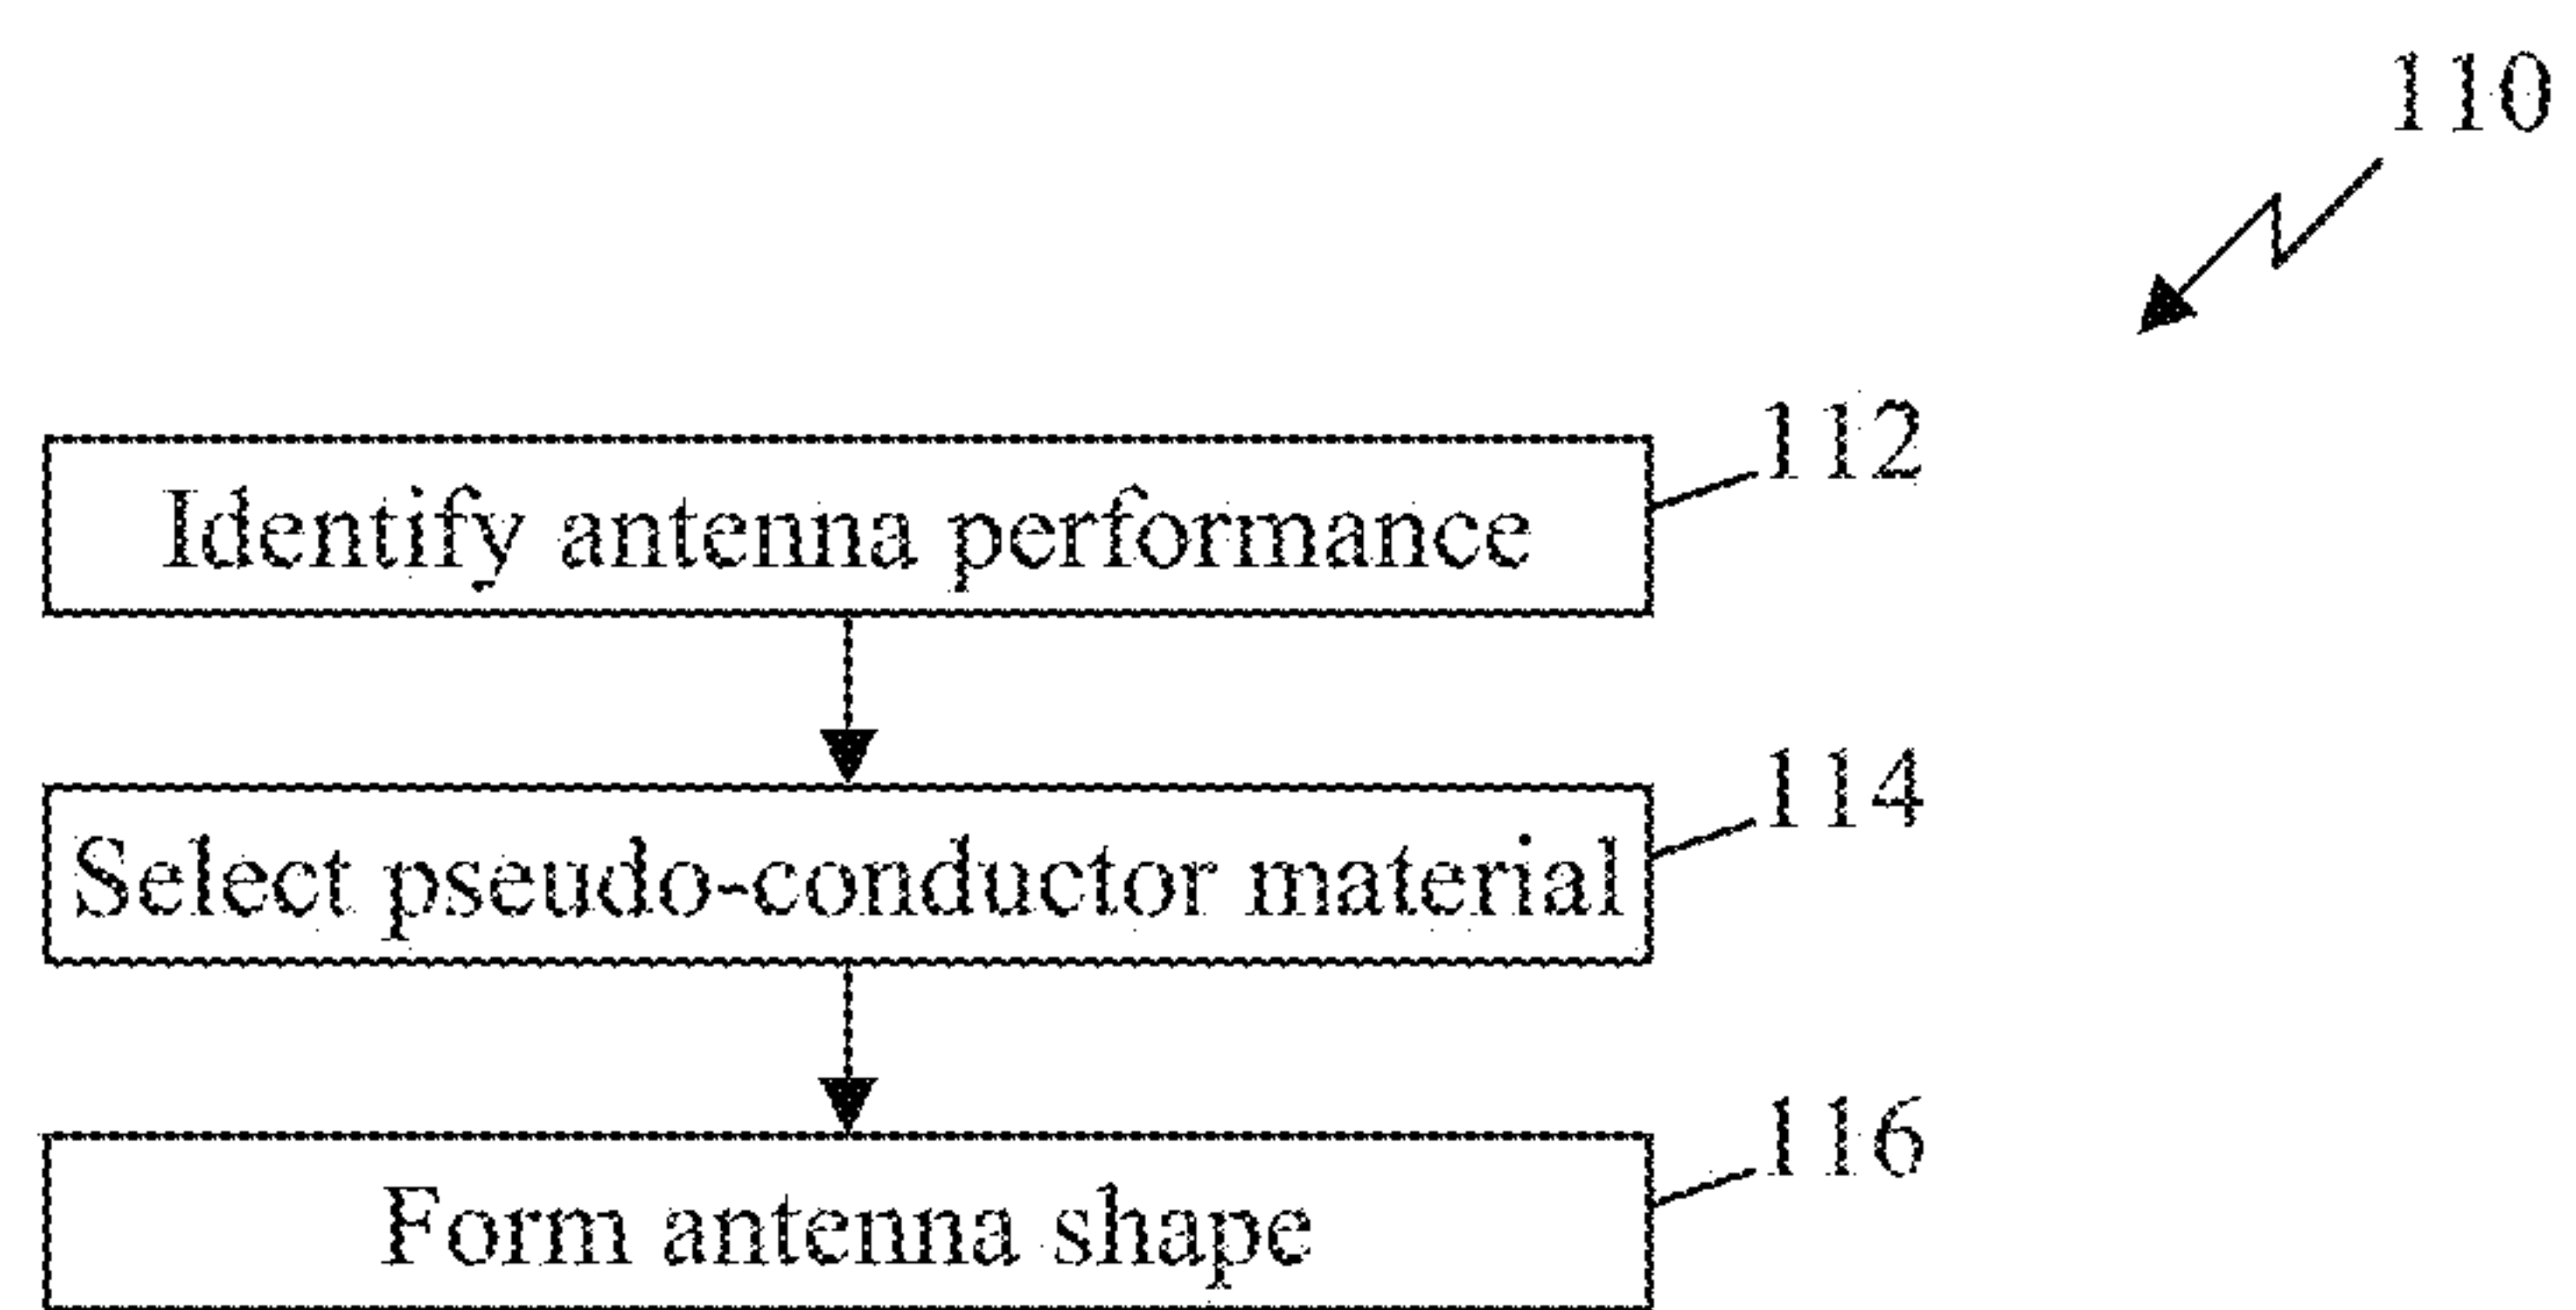 110
112
Identify antenna performance
114
Select pseudo-conductor material
116
Form antenna shape